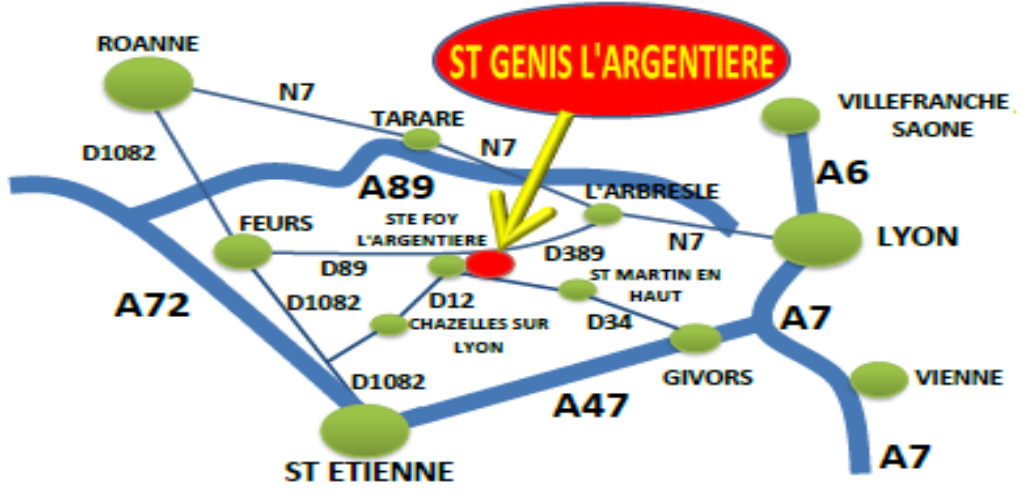 ROANNE
ST GENIS L'ARGENTIERE
N7
VILLEFRANCHE
SAONE
TARARE
D1082
N7
A6
A89
L'ARBRESLE
FEURS
STE FOY
L'ARGENTIERE
N7
LYON
D89
D389
ST MARTIN EN
HAUT
A72
D1082
D12
D34
A7
CHAZELLES SUR
LYON
D1082
GIVORS
VIENNE
A47
ST ETIENNE
A7